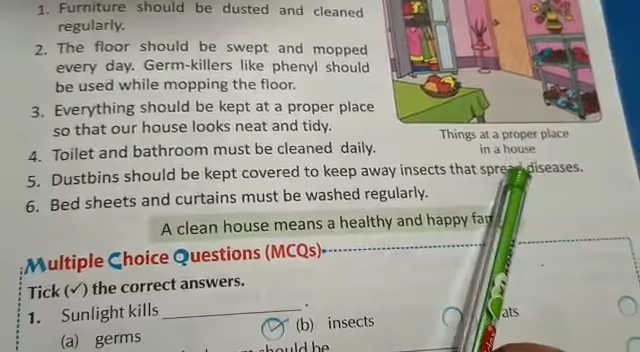 1. Furniture should be dusted and cleaned
regularly.
2. The floor should be swept and mopped
every day. Germ-killers like phenyl should
be used while mopping the floor.
3. Everything should be kept at a proper place
so that our house looks neat and tidy.
Things at a proper place
in a house
4. Toilet and bathroom must be cleaned daily.
5. Dustbins should be kept covered to keep away insects that spread diseases.
6. Bed sheets and curtains must be washed regularly.
A clean house means a healthy and happy
Multiple Choice Questions (MCQs)
Tick (✓) the correct answers.
1. Sunlight kills ____________.
(a) germs (b) insects
should be